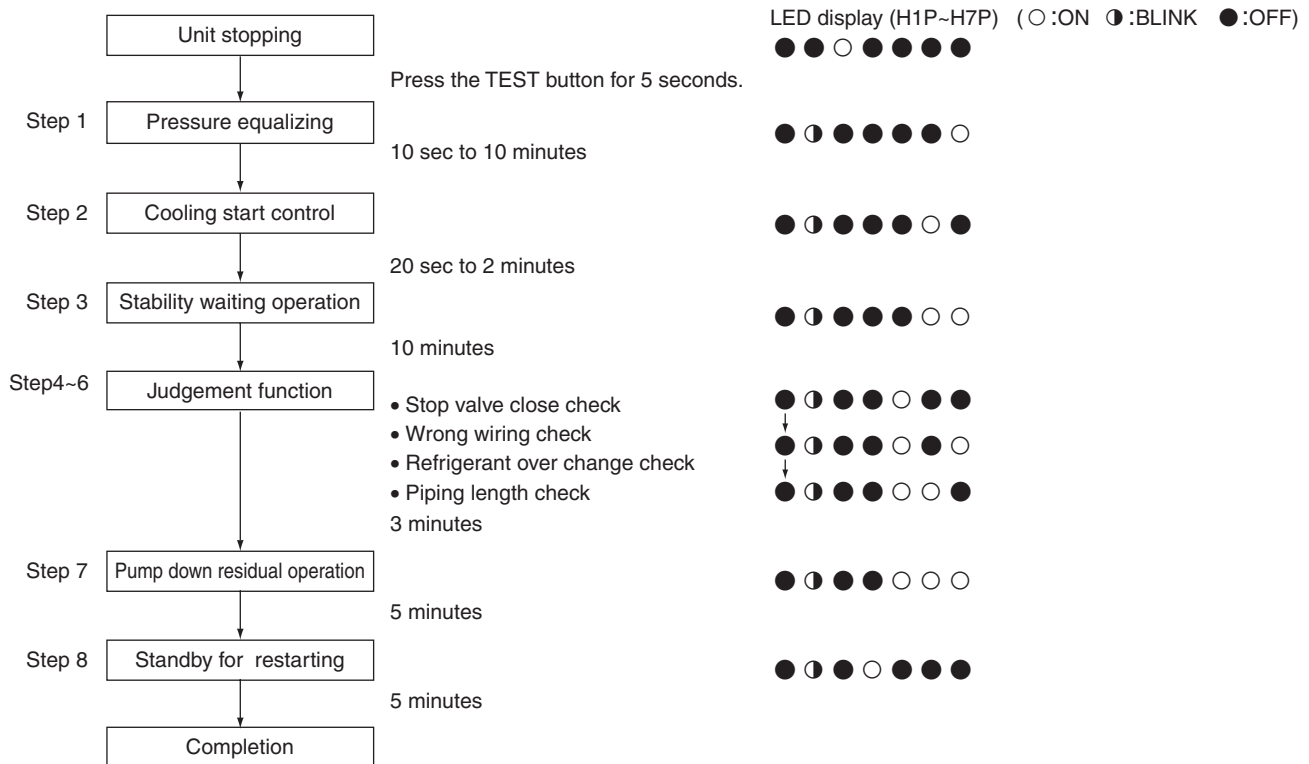 LED display (H1P~H7P) ( ○ :ON ◑ :BLINK ● :OFF)
Unit stopping
Press the TEST button for 5 seconds.
Step 1 Pressure equalizing
10 sec to 10 minutes
Step 2 Cooling start control
20 sec to 2 minutes
Step 3 Stability waiting operation
10 minutes
Step4~6 Judgement function
• Stop valve close check
• Wrong wiring check
• Refrigerant over change check
• Piping length check
3 minutes
Step 7 Pump down residual operation
5 minutes
Step 8 Standby for restarting
5 minutes
Completion